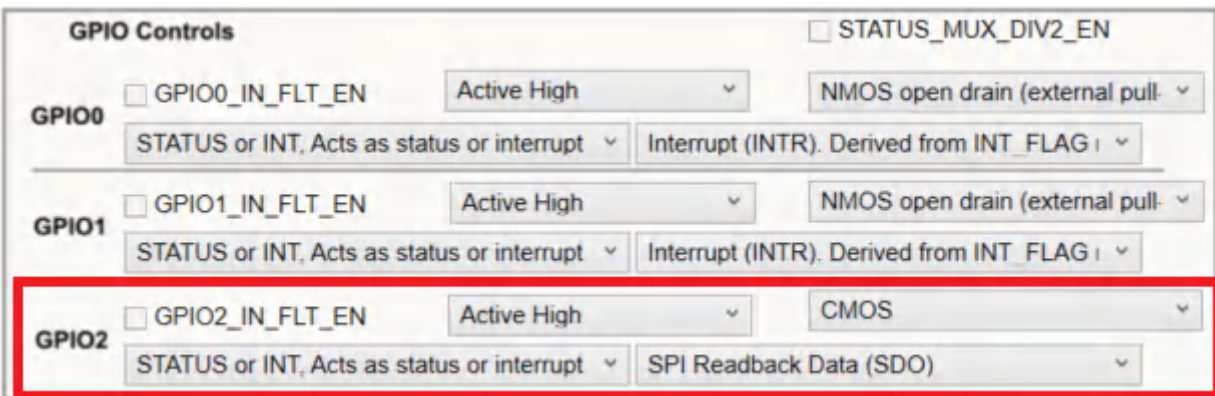 GPIO Controls STATUS_MUX_DIV2_EN
GPIO0 GPIO0_IN_FLT_EN Active High NMOS open drain (external pull-
STATUS or INT, Acts as status or interrupt Interrupt (INTR). Derived from INT_FLAG
GPIO1 GPIO1_IN_FLT_EN Active High NMOS open drain (external pull-
STATUS or INT, Acts as status or interrupt Interrupt (INTR). Derived from INT_FLAG
GPIO2 GPIO2_IN_FLT_EN Active High CMOS
STATUS or INT, Acts as status or interrupt SPI Readback Data (SDO)